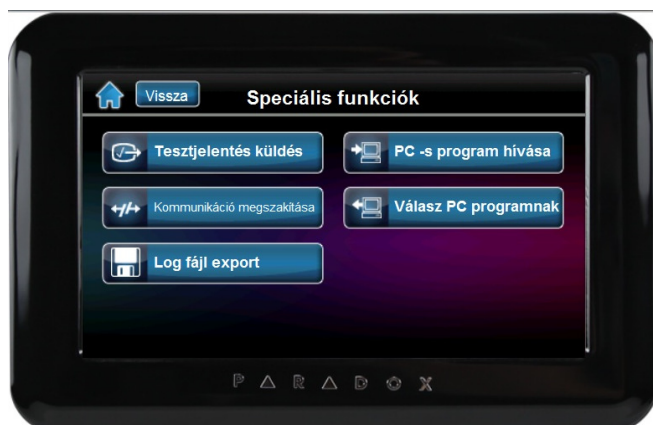 Vissza
Speciális funkciók
Tesztjelentés küldés
PC -s program hívása
Kommunikáció megszakítása
Válasz PC programnak
Log fájl export
PARADOX